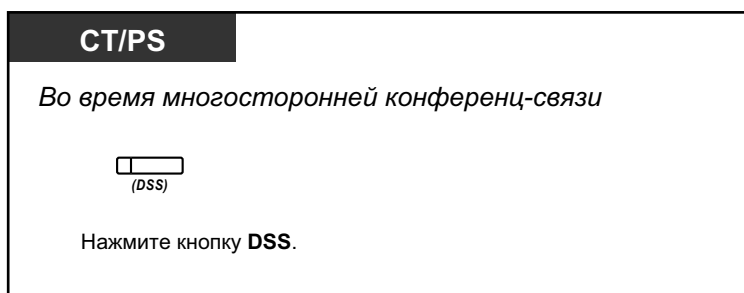 CT/PS
Во время многосторонней конференц-связи
(DSS)
Нажмите кнопку DSS.